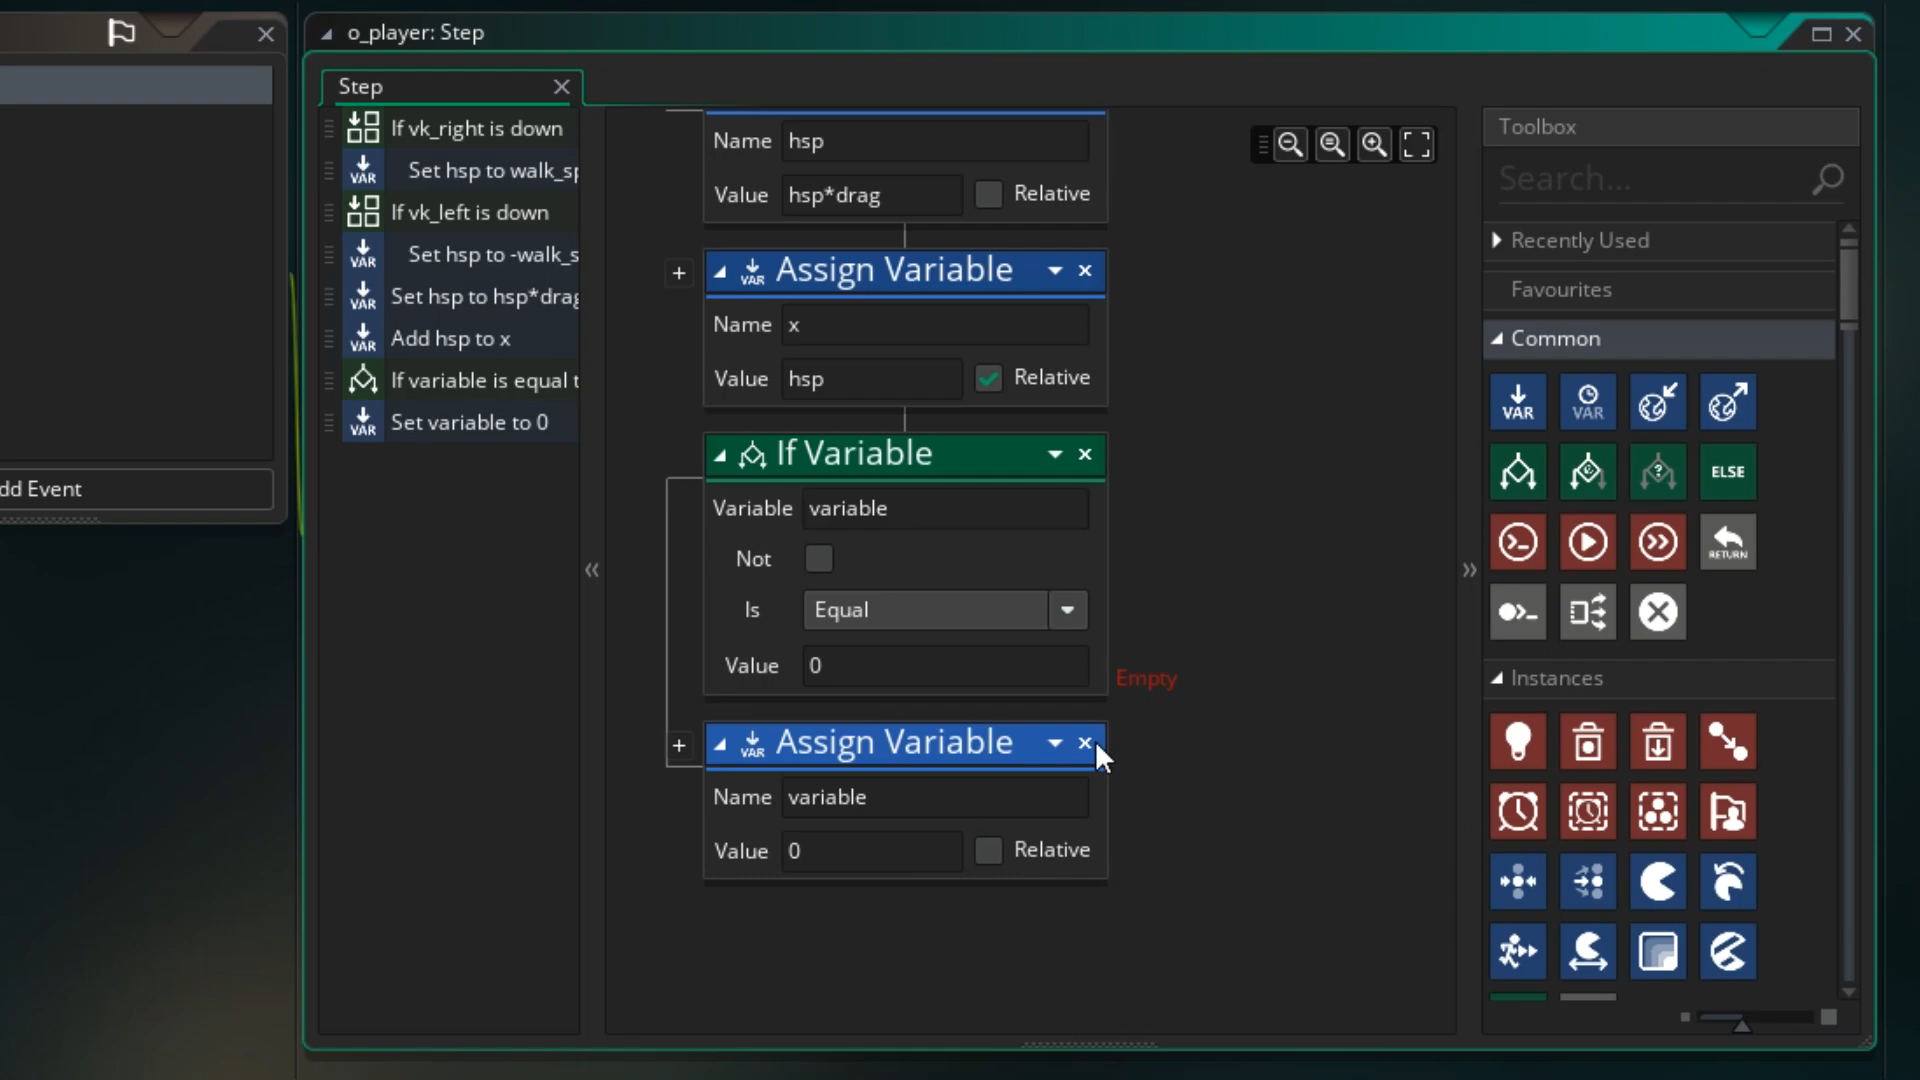 o_player: Step
Step
If vk_right is down
Set hsp to walk_sp
If vk_left is down
Set hsp to -walk_s
Set hsp to hsp*drag
Add hsp to x
If variable is equal t
Set variable to 0
dd Event
Name hsp
Value hsp*drag Relative
VAR Assign Variable
Name x
Value hsp Relative
If Variable
Variable variable
Not
Is Equal
Value 0
Empty
VAR Assign Variable
Name variable
Value 0 Relative
Toolbox
Search...
Recently Used
Favourites
Common
VAR VAR
ELSE
RETURN
Instances